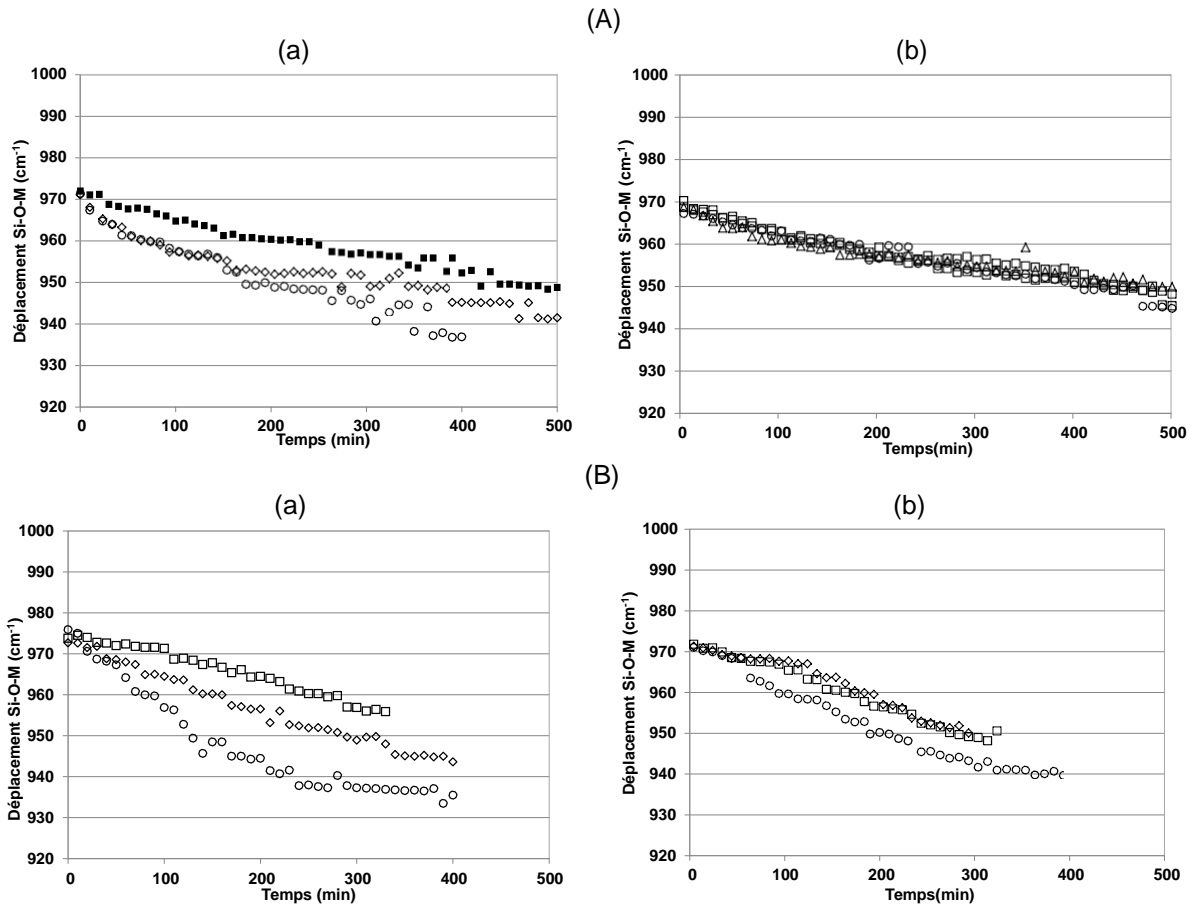 (A)
(a)
1000
990
980
970
960
950
940
930
920
0 100 200 300 400 500
Déplacement Si-O-M (cm⁻¹)
Temps (min)
(b)
1000
990
980
970
960
950
940
930
920
0 100 200 300 400 500
Déplacement Si-O-M (cm-¹)
Temps(min)
(B)
(a)
1000
990
980
970
960
950
940
930
920
0 100 200 300 400 500
Déplacement Si-O-M (cm⁻¹)
Temps (min)
(b)
1000
990
980
970
960
950
940
930
920
0 100 200 300 400 500
Déplacement Si-O-M (cm⁻¹)
Temps(min)